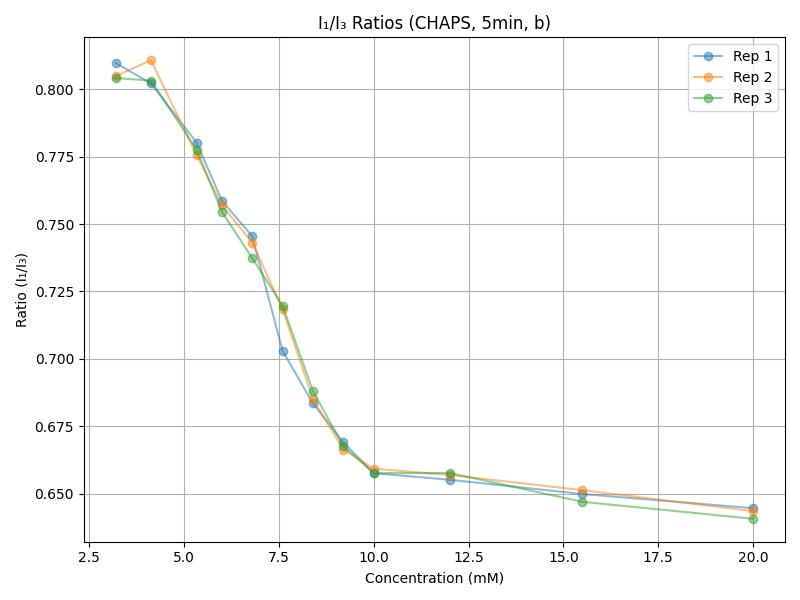 I₁/I₃ Ratios (CHAPS, 5min, b)
Rep 1
Rep 2
Rep 3
Ratio (I₁/I₃)
0.800
0.775
0.750
0.725
0.700
0.675
0.650
2.5 5.0 7.5 10.0 12.5 15.0 17.5 20.0
Concentration (mM)